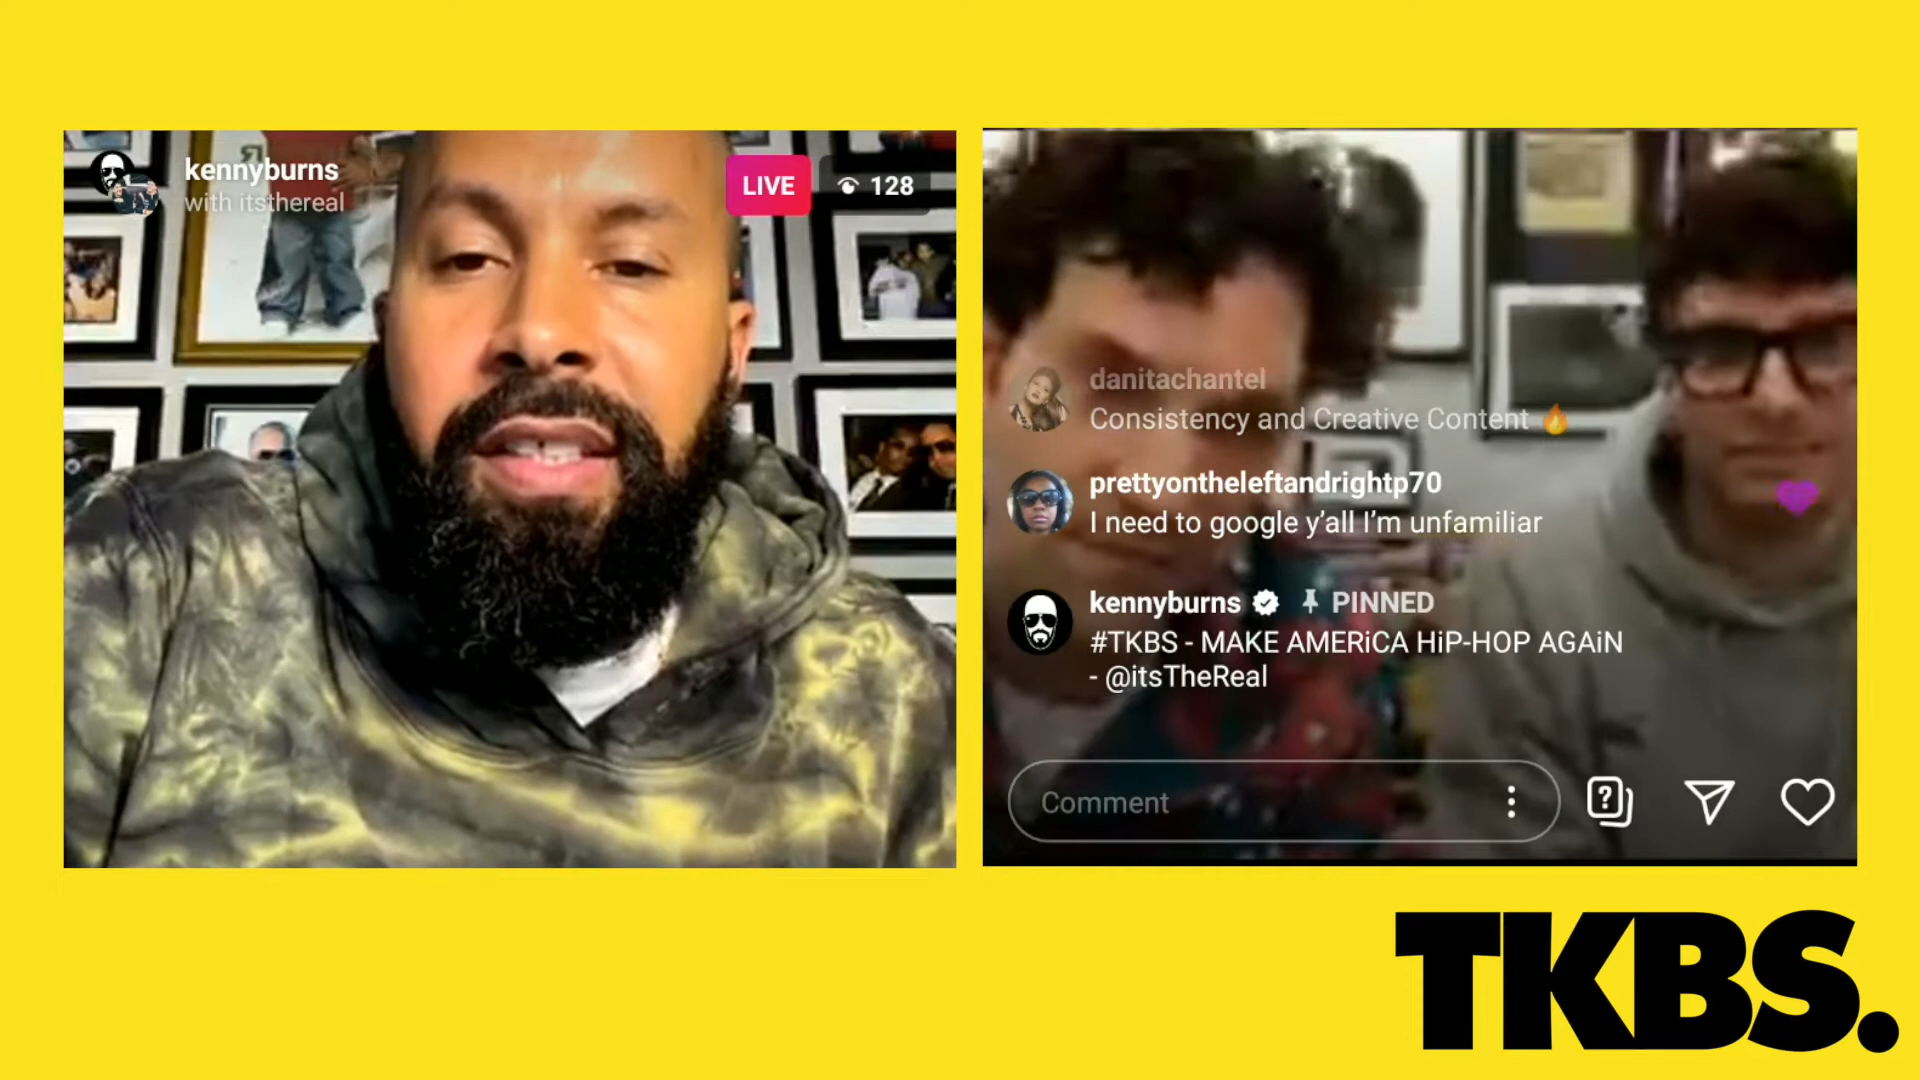 kennyburns
with itsthereal
LIVE
128
danitachantel
Consistency and Creative Content 🔥
prettyontheleftandrightp70
I need to google y'all I'm unfamiliar
kennyburns PINNED
#TKBS - MAKE AMERiCA HiP-HOP AGAiN
- @itsTheReal
Comment
TKBS.